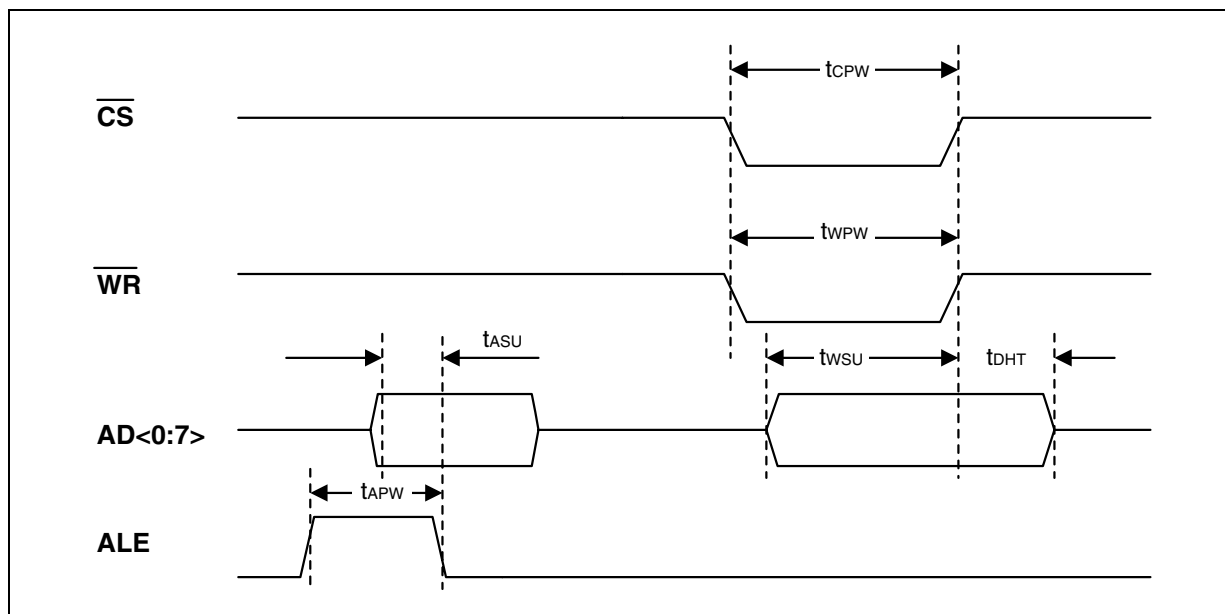 tCPW
CS
tWPW
WR
tASU
tWSU
tDHT
AD<0:7>
tAPW
ALE